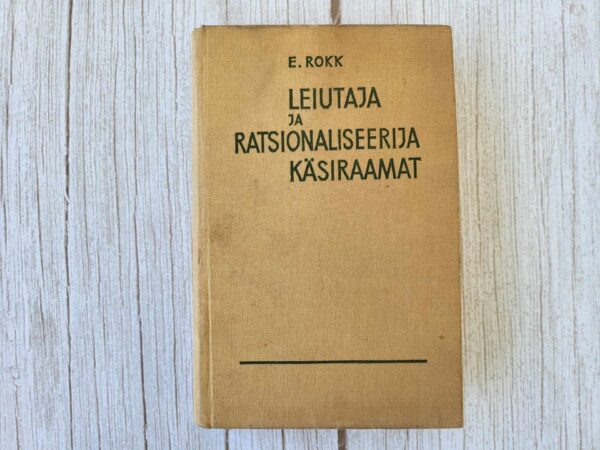 E. ROKK
LEIUTAJA
JA
RATSIONALISEERIJA
KÄSIRAAMAT